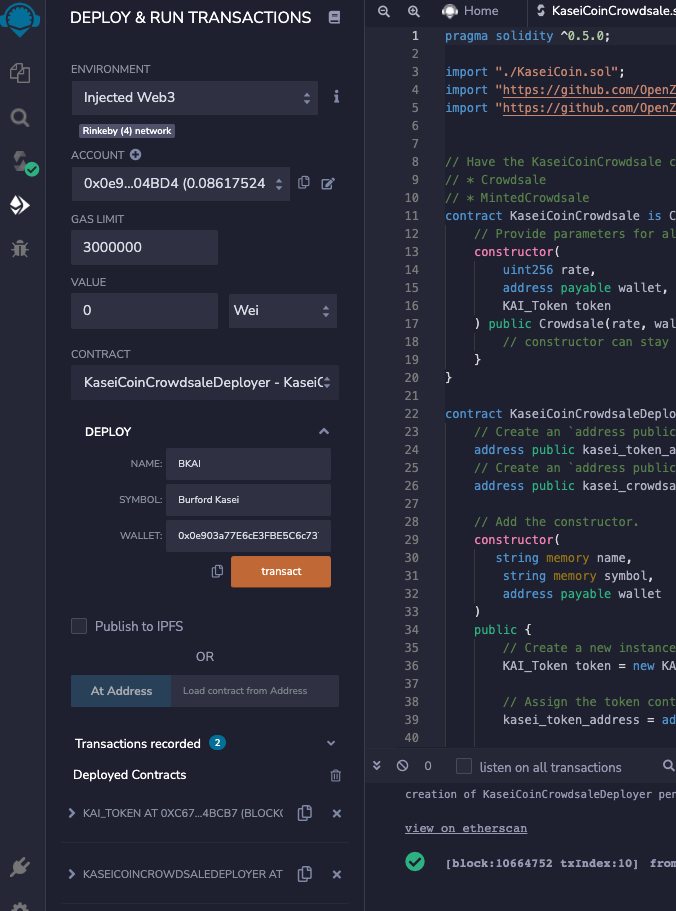 DEPLOY & RUN TRANSACTIONS
ENVIRONMENT
Injected Web3
Rinkeby (4) network
ACCOUNT
0x0e9...04BD4 (0.08617524
GAS LIMIT
3000000
VALUE
0
Wei
CONTRACT
KaseiCoinCrowdsaleDeployer - KaseiC
DEPLOY
NAME: BKAI
SYMBOL: Burford Kasei
WALLET: 0x0e903a77E6cE3FBE5C6c73
transact
Publish to IPFS
OR
At Address Load contract from Address
Transactions recorded 2
Deployed Contracts
KAI_TOKEN AT 0XC67...4BCB7 (BLOCKC
KASEICOINCROWDSALEDEPLOYER AT
Home KaseiCoinCrowdsale.s
1 pragma solidity ^0.5.0;
2
3 import "./KaseiCoin.sol";
4 import "https://github.com/OpenZ
5 import "https://github.com/OpenZ
6
7
8 // Have the KaseiCoinCrowdsale c
9 // * Crowdsale
10 // * MintedCrowdsale
11 contract KaseiCoinCrowdsale is C
12 // Provide parameters for al
13 constructor(
14 uint256 rate,
15 address payable wallet,
16 KAI_Token token
17 ) public Crowdsale(rate, wal
18 // constructor can stay
19 }
20 }
21
22 contract KaseiCoinCrowdsaleDeplo
23 // Create an `address public
24 address public kasei_token_a
25 // Create an `address public
26 address public kasei_crowdsa
27
28 // Add the constructor.
29 constructor(
30 string memory name,
31 string memory symbol,
32 address payable wallet
33 )
34 public {
35 // Create a new instance
36 KAI_Token token = new KA
37
38 // Assign the token cont
39 kasei_token_address = ad
40
0 listen on all transactions
creation of KaseiCoinCrowdsaleDeployer pen
view on etherscan
[block:10664752 txIndex:10] from